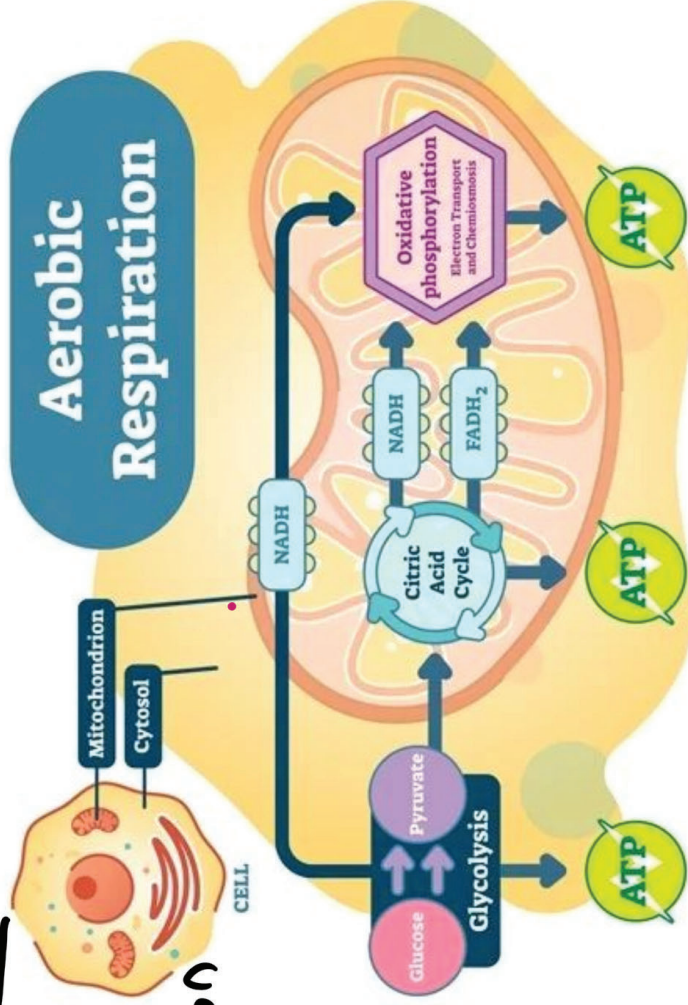 Aerobic
Respiration
Mitochondrion
Cytosol
CELL
NADH
Glucose
Pyruvate
Glycolysis
Citric
Acid
Cycle
NADH
FADH₂
Oxidative
phosphorylation
Electron Transport
and Chemiosmosis
ATP
ATP
ATP